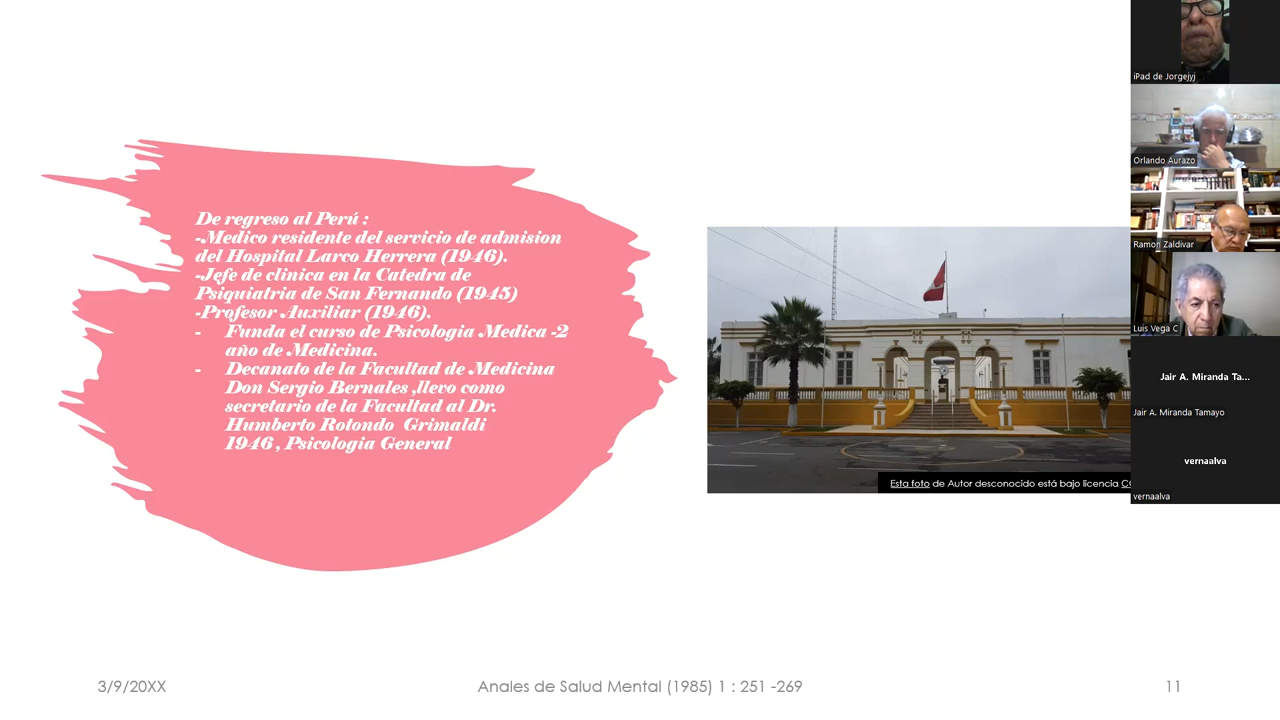 De regreso al Perú :
-Medico residente del servicio de admision
del Hospital Larco Herrera (1946).
-Jefe de clinica en la Catedra de
Psiquiatria de San Fernando (1945)
-Profesor Auxiliar (1946).
- Funda el curso de Psicologia Medica -2
año de Medicina.
- Decanato de la Facultad de Medicina
Don Sergio Bernales ,llevo como
secretario de la Facultad al Dr.
Humberto Rotondo Grimaldi
1946 , Psicologia General
Esta foto de Autor desconocido está bajo licencia
3/9/20XX
Anales de Salud Mental (1985) 1 : 251 -269
11
iPad de Jorgejyj
Orlando Aurazo
Ramon Zaldivar
Luis Vega C
Jair A. Miranda Ta...
Jair A. Miranda Tamayo
vernaalva
vernaalva